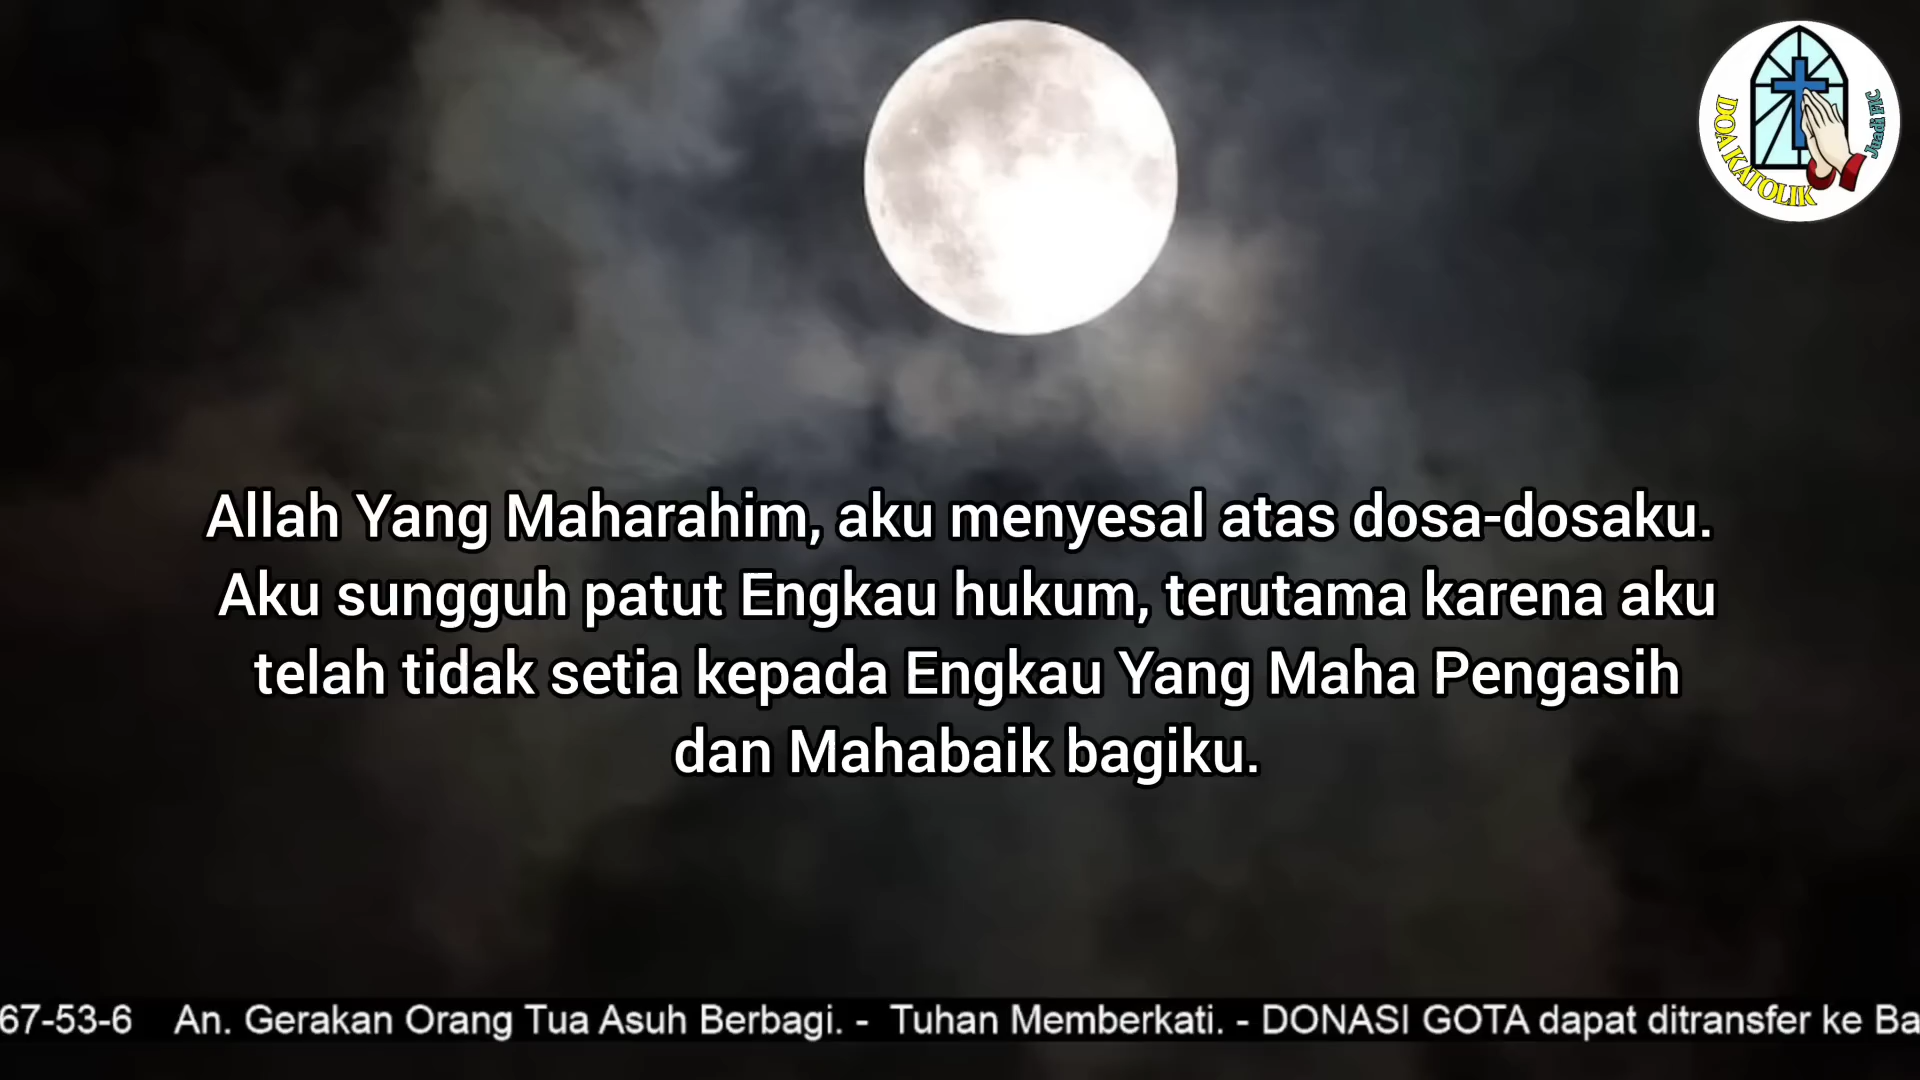 DOA KATOLIK
Juadi FIC
Allah Yang Maharahim, aku menyesal atas dosa-dosaku.
Aku sungguh patut Engkau hukum, terutama karena aku
telah tidak setia kepada Engkau Yang Maha Pengasih
dan Mahabaik bagiku.
67-53-6 An. Gerakan Orang Tua Asuh Berbagi. - Tuhan Memberkati. - DONASI GOTA dapat ditransfer ke Ba